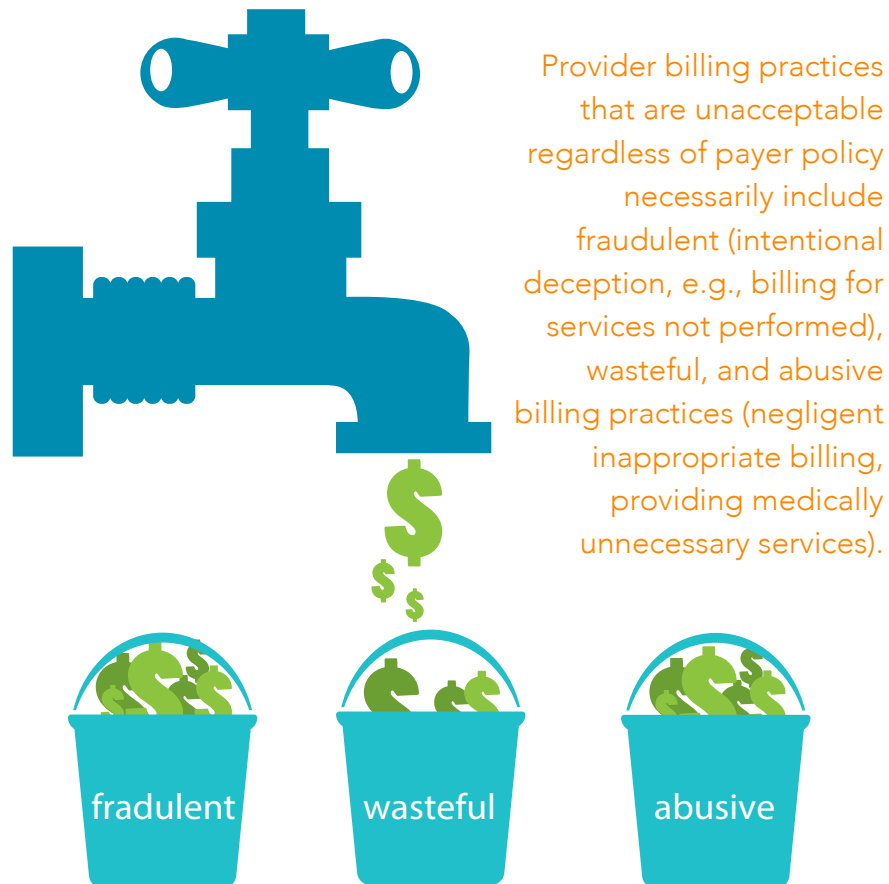 Provider billing practices
that are unacceptable
regardless of payer policy
necessarily include
fraudulent (intentional
deception, e.g., billing for
services not performed),
wasteful, and abusive
billing practices (negligent
inappropriate billing,
providing medically
unnecessary services).
$
$ $
fradulent
wasteful
abusive